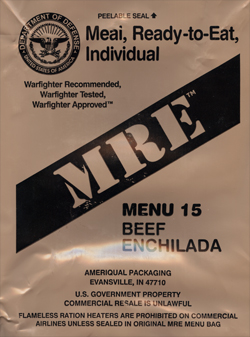 PEELABLE SEAL ↑
DEPARTMENT OF DEFENSE
UNITED STATES OF AMERICA
Meal, Ready-to-Eat,
Individual
Warfighter Recommended,
Warfighter Tested,
Warfighter Approved™
MRE™
MENU 15
BEEF
ENCHILADA
AMERIQUAL PACKAGING
EVANSVILLE, IN 47710
U.S. GOVERNMENT PROPERTY
COMMERCIAL RESALE IS UNLAWFUL
FLAMELESS RATION HEATERS ARE PROHIBITED ON COMMERCIAL
AIRLINES UNLESS SEALED IN ORIGINAL MRE MENU BAG